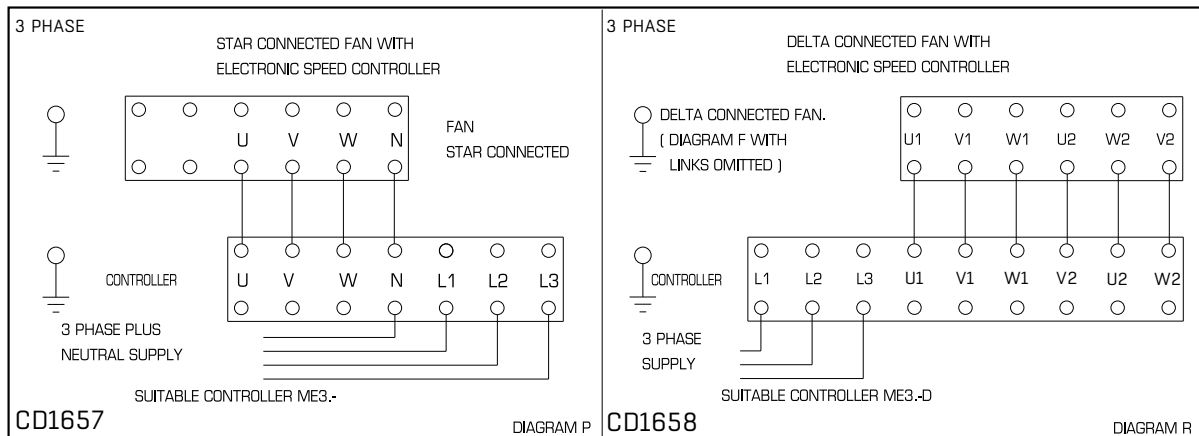 3 PHASE
STAR CONNECTED FAN WITH
ELECTRONIC SPEED CONTROLLER
U V W N
FAN
STAR CONNECTED
CONTROLLER
U V W N L1 L2 L3
3 PHASE PLUS
NEUTRAL SUPPLY
SUITABLE CONTROLLER ME3.-
CD1657
DIAGRAM P
3 PHASE
DELTA CONNECTED FAN WITH
ELECTRONIC SPEED CONTROLLER
DELTA CONNECTED FAN.
( DIAGRAM F WITH
LINKS OMITTED )
U1 V1 W1 U2 W2 V2
CONTROLLER
L1 L2 L3 U1 V1 W1 V2 U2 W2
3 PHASE
SUPPLY
SUITABLE CONTROLLER ME3.-D
CD1658
DIAGRAM R